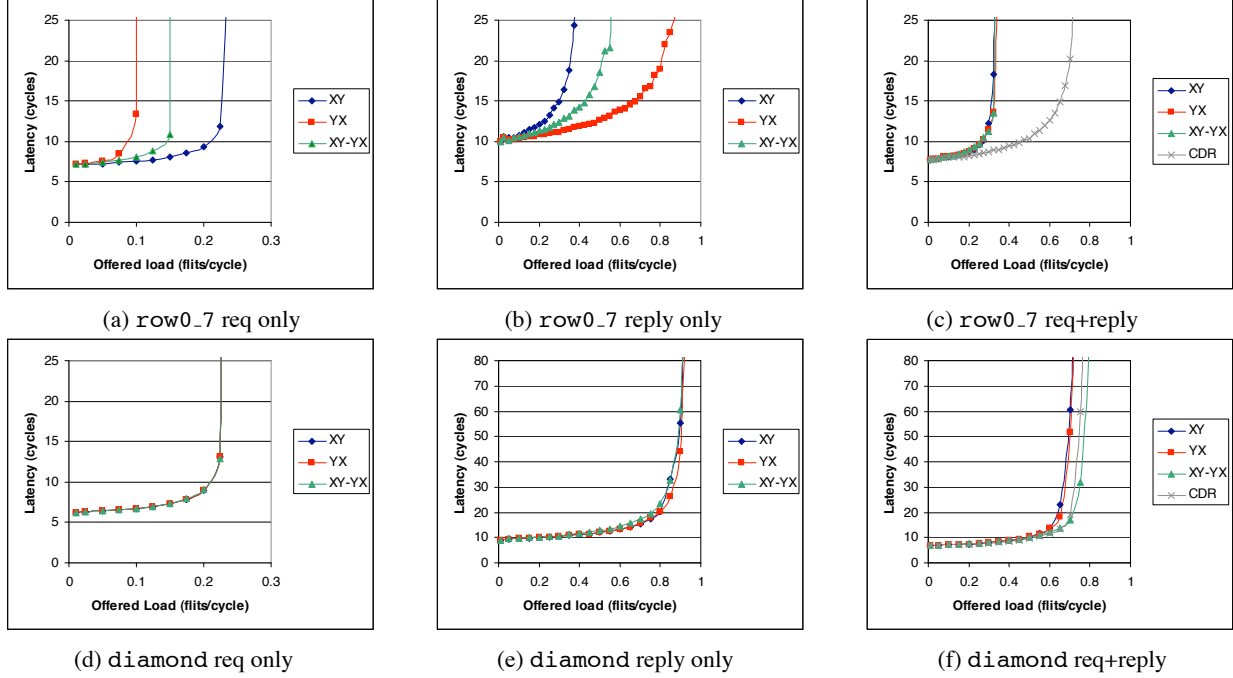 25
20
15
10
5
0
Latency (cycles)
0 0.1 0.2 0.3
Offered load (flits/cycle)
XY
YX
XY-YX
(a) row0_7 req only
25
20
15
10
5
0
Latency (cycles)
0 0.2 0.4 0.6 0.8 1
Offered load (flits/cycle)
XY
YX
XY-YX
(b) row0_7 reply only
25
20
15
10
5
0
Latency (cycles)
0 0.2 0.4 0.6 0.8 1
Offered Load (flits/cycle)
XY
YX
XY-YX
CDR
(c) row0_7 req+reply
25
20
15
10
5
0
Latency (cycles)
0 0.1 0.2 0.3
Offered Load (flits/cycle)
XY
YX
XY-YX
(d) diamond req only
80
70
60
50
40
30
20
10
0
Latency (cycles)
0 0.2 0.4 0.6 0.8 1
Offered load (flits/cycle)
XY
YX
XY-YX
(e) diamond reply only
80
70
60
50
40
30
20
10
0
Latency (cycles)
0 0.2 0.4 0.6 0.8 1
Offered load (flits/cycle)
XY
YX
XY-YX
CDR
(f) diamond req+reply